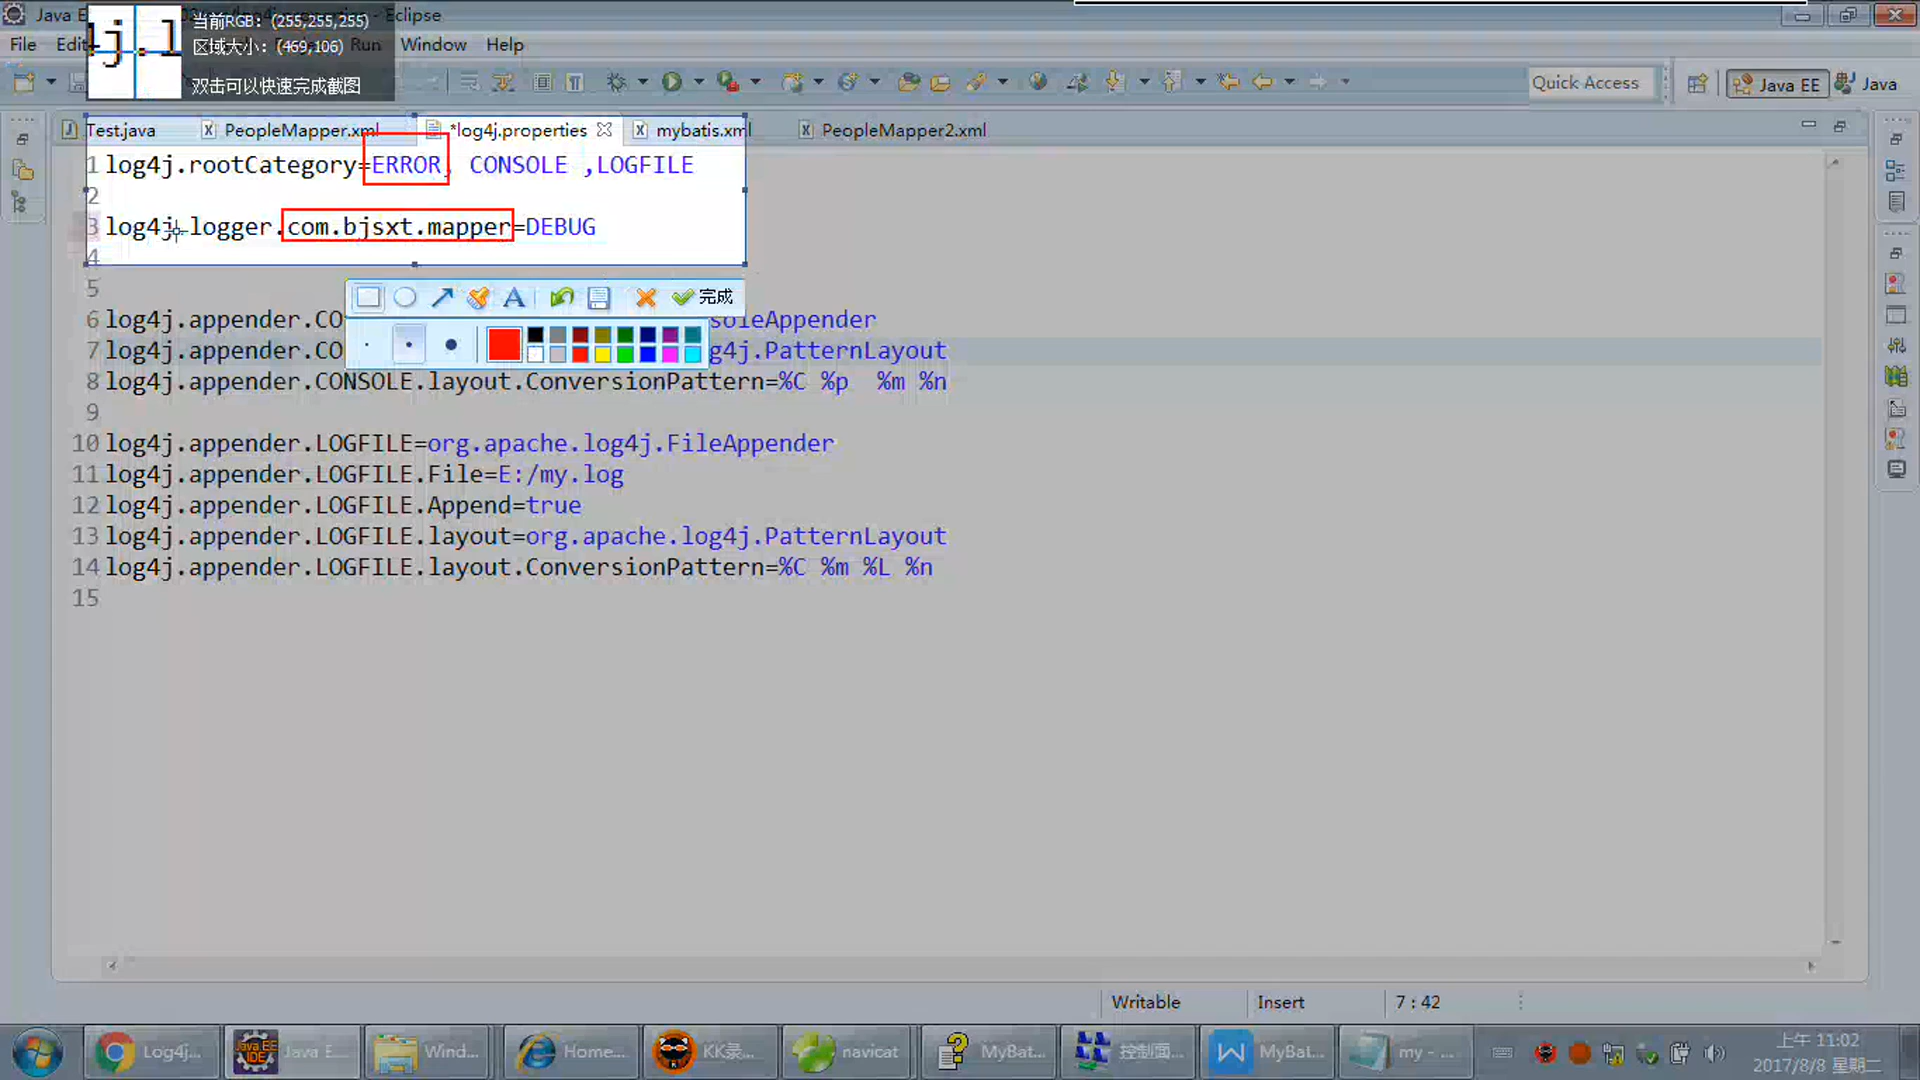 Java E
- Eclipse
当前RGB： (255,255,255)
区域大小： (469,106)
双击可以快速完成截图
File Edit Run Window Help
Quick Access
Java EE
Java
Test.java
PeopleMapper.xml
*log4j.properties
mybatis.xml
PeopleMapper2.xml
1 log4j.rootCategory=ERROR, CONSOLE ,LOGFILE
2
3 log4j.logger.com.bjsxt.mapper=DEBUG
4
5
完成
6 log4j.appender.CO soleAppender
7 log4j.appender.CO g4j.PatternLayout
8 log4j.appender.CONSOLE.layout.ConversionPattern=%C %p  %m %n
9
10 log4j.appender.LOGFILE=org.apache.log4j.FileAppender
11 log4j.appender.LOGFILE.File=E:/my.log
12 log4j.appender.LOGFILE.Append=true
13 log4j.appender.LOGFILE.layout=org.apache.log4j.PatternLayout
14 log4j.appender.LOGFILE.layout.ConversionPattern=%C %m %L %n
15
Writable
Insert
7 : 42
Log4j...
Java E...
Wind...
Home...
KK录...
navicat
MyBat...
控制面...
MyBat...
my - ...
上午 11:02
2017/8/8 星期二